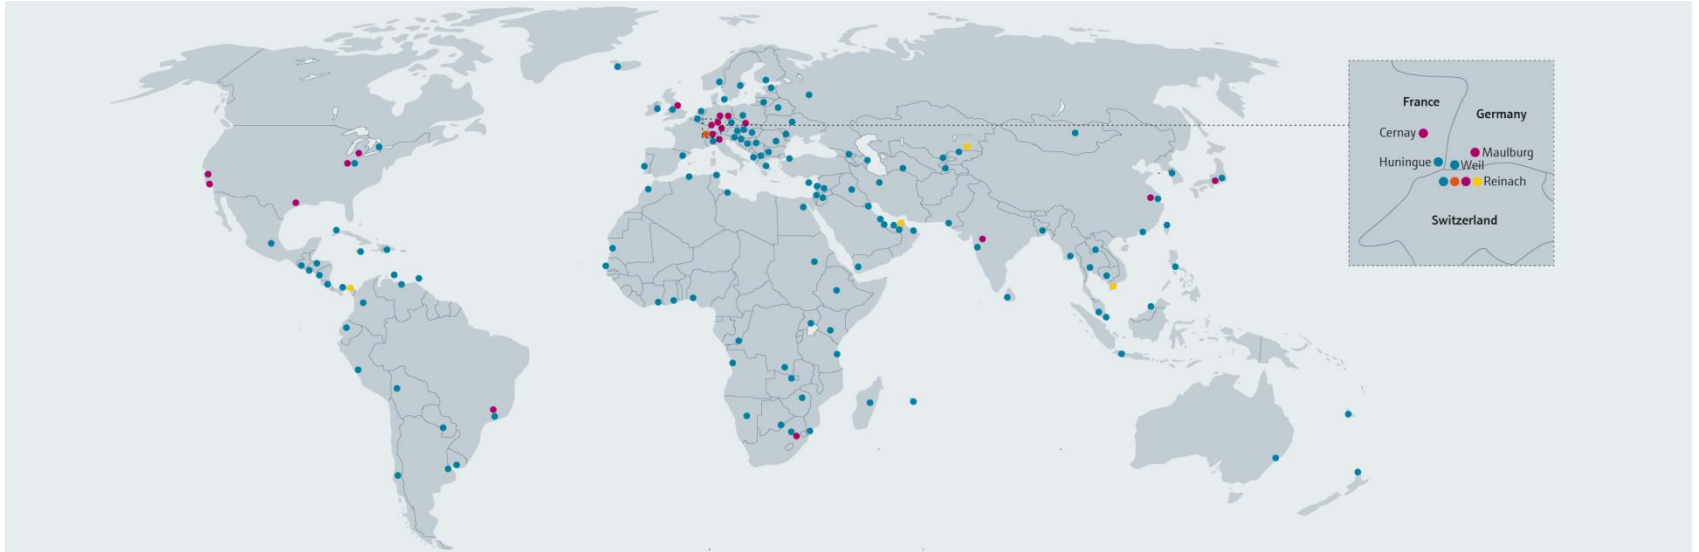 France
Germany
Cernay
Maulburg
Huningue
Weil
Reinach
Switzerland